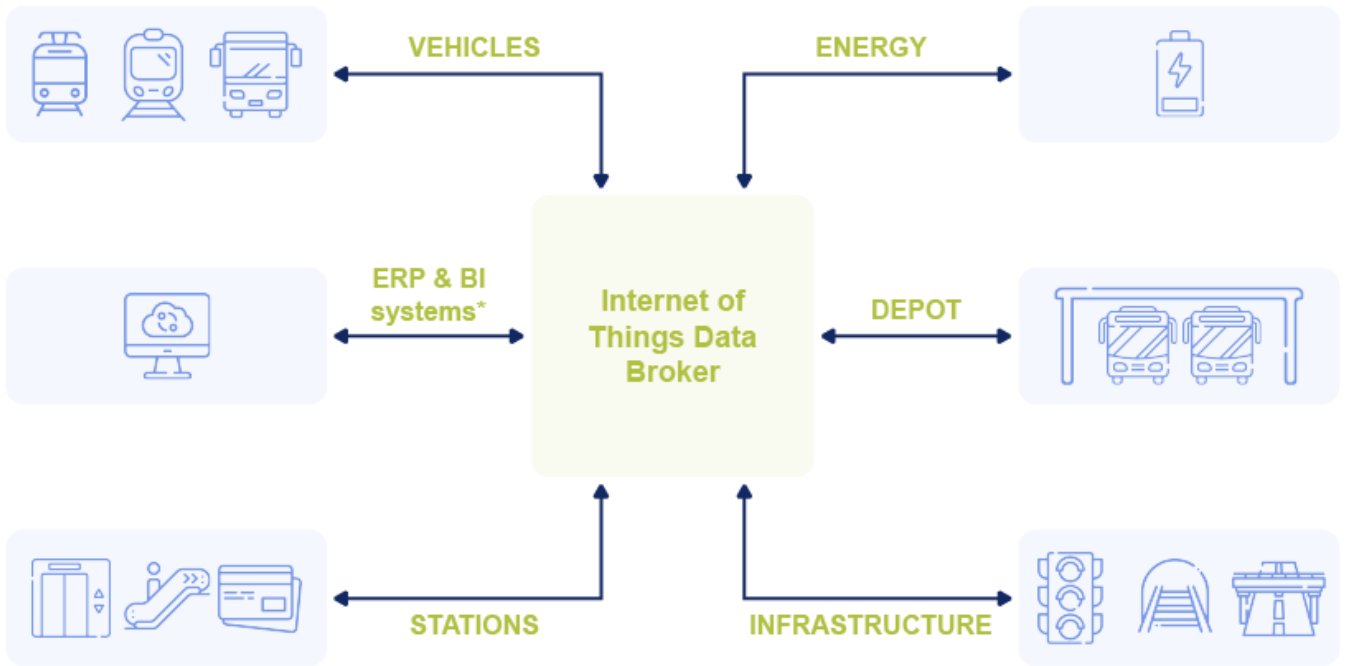 VEHICLES
ENERGY
ERP & BI
systems*
Internet of
Things Data
Broker
DEPOT
STATIONS
INFRASTRUCTURE